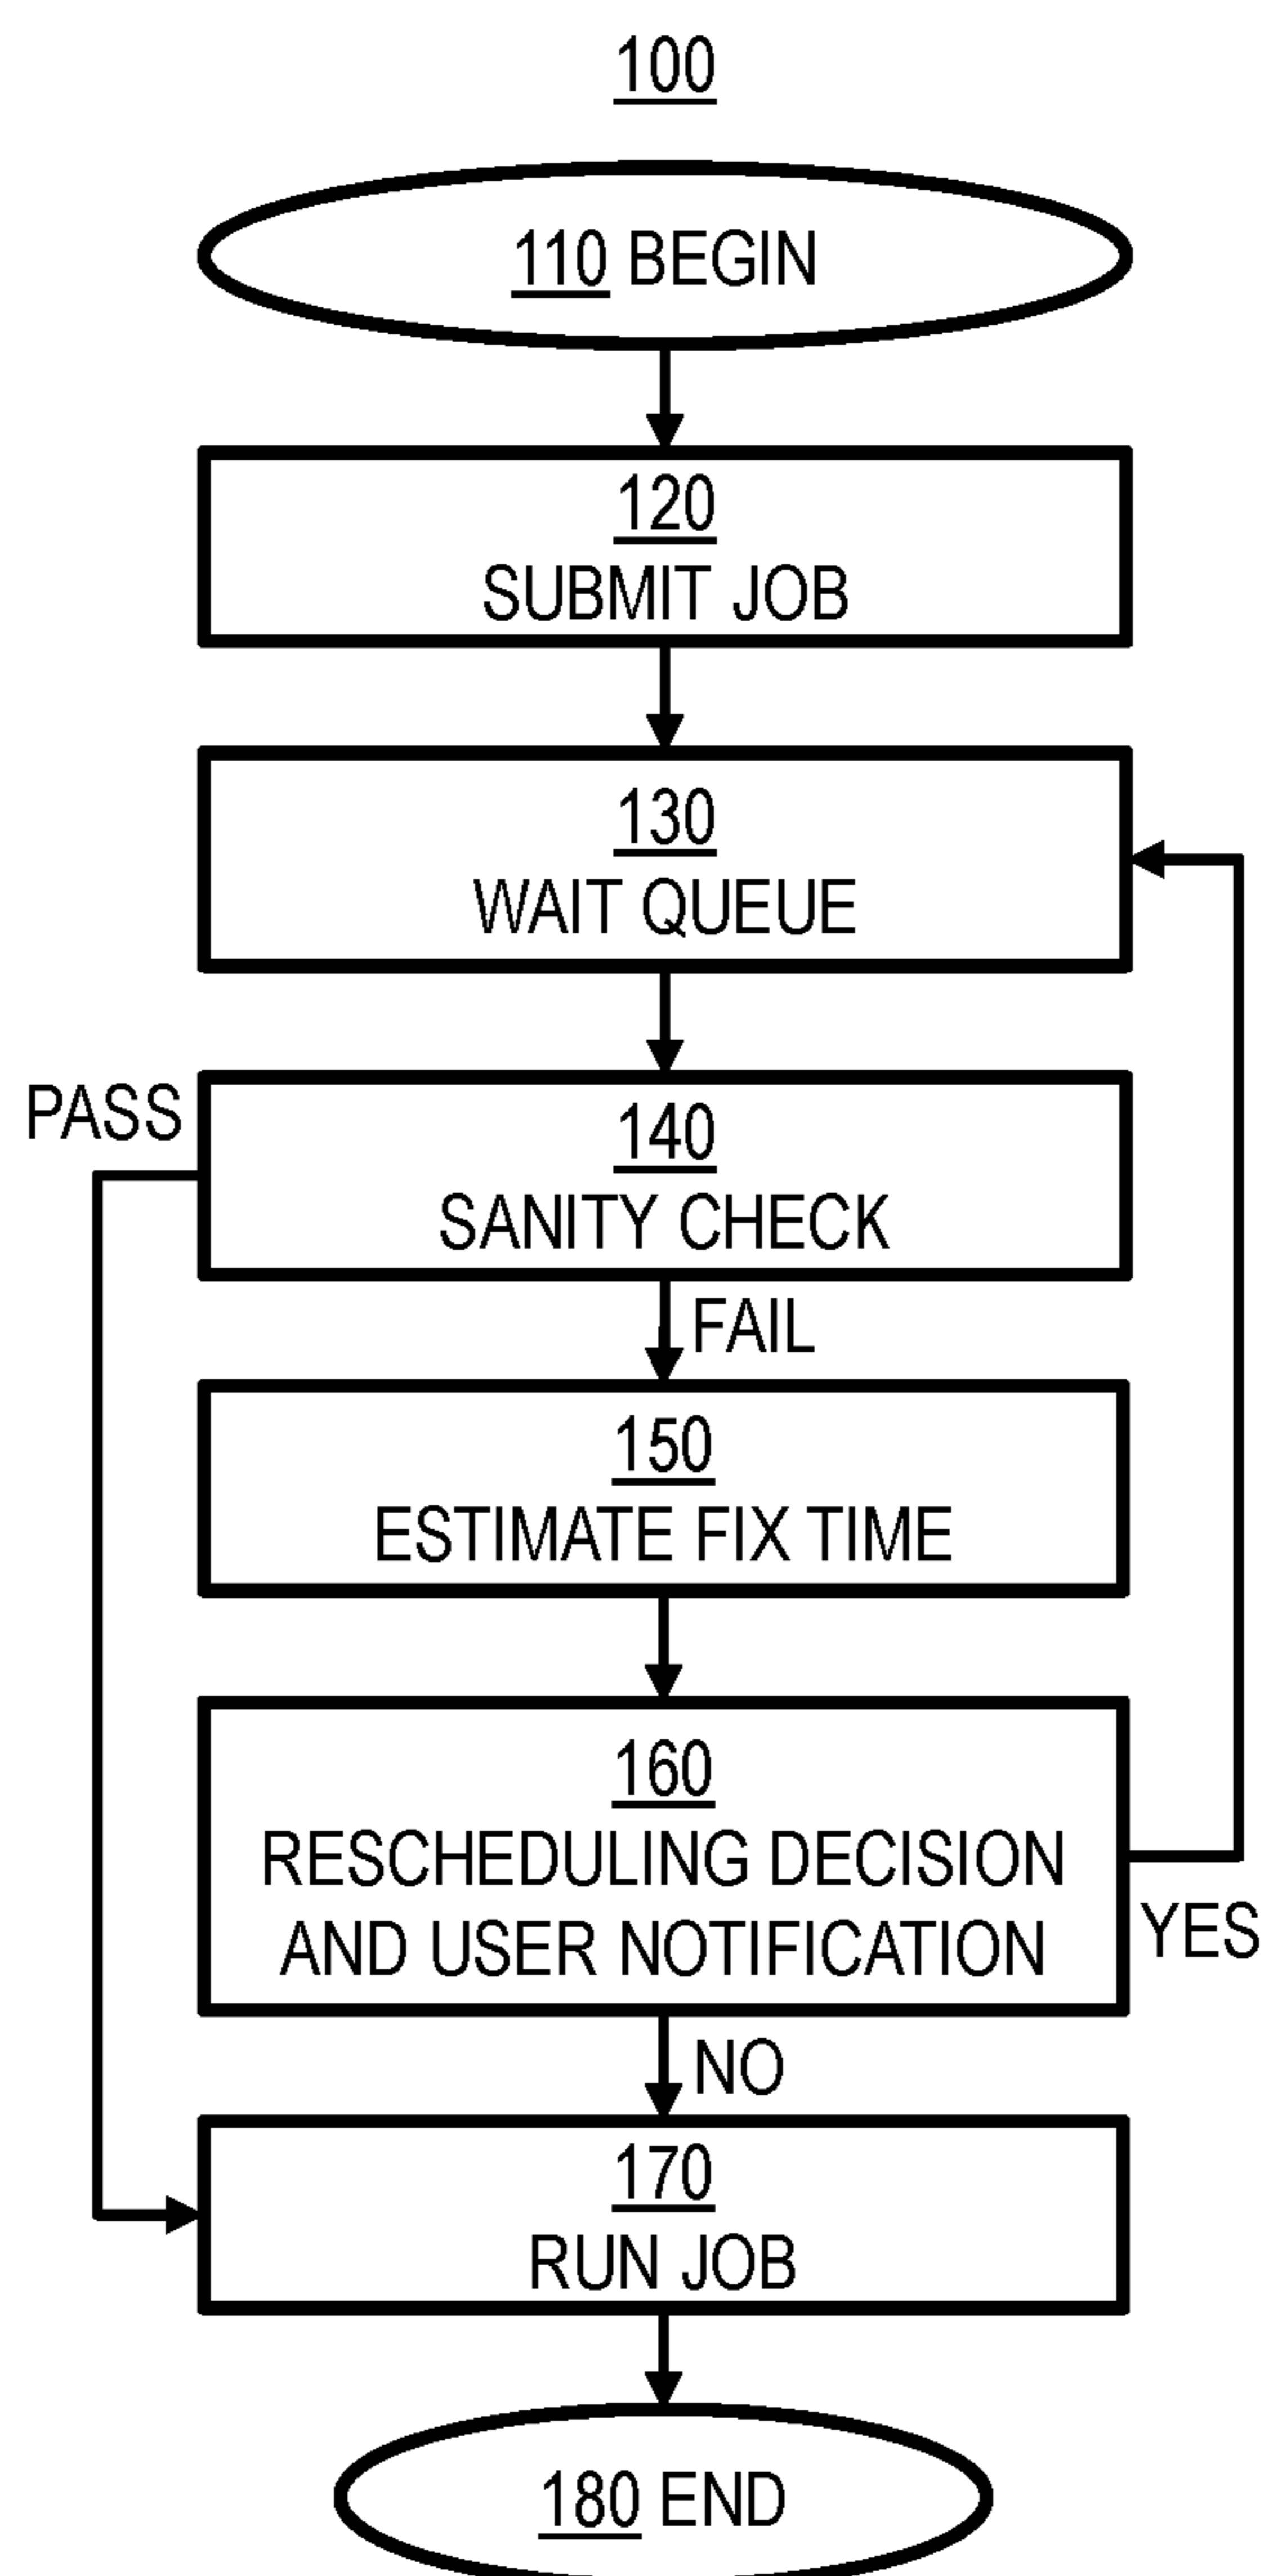 100
110 BEGIN
120
SUBMIT JOB
130
WAIT QUEUE
PASS
140
SANITY CHECK
FAIL
150
ESTIMATE FIX TIME
160
RESCHEDULING DECISION
AND USER NOTIFICATION
YES
NO
170
RUN JOB
180 END